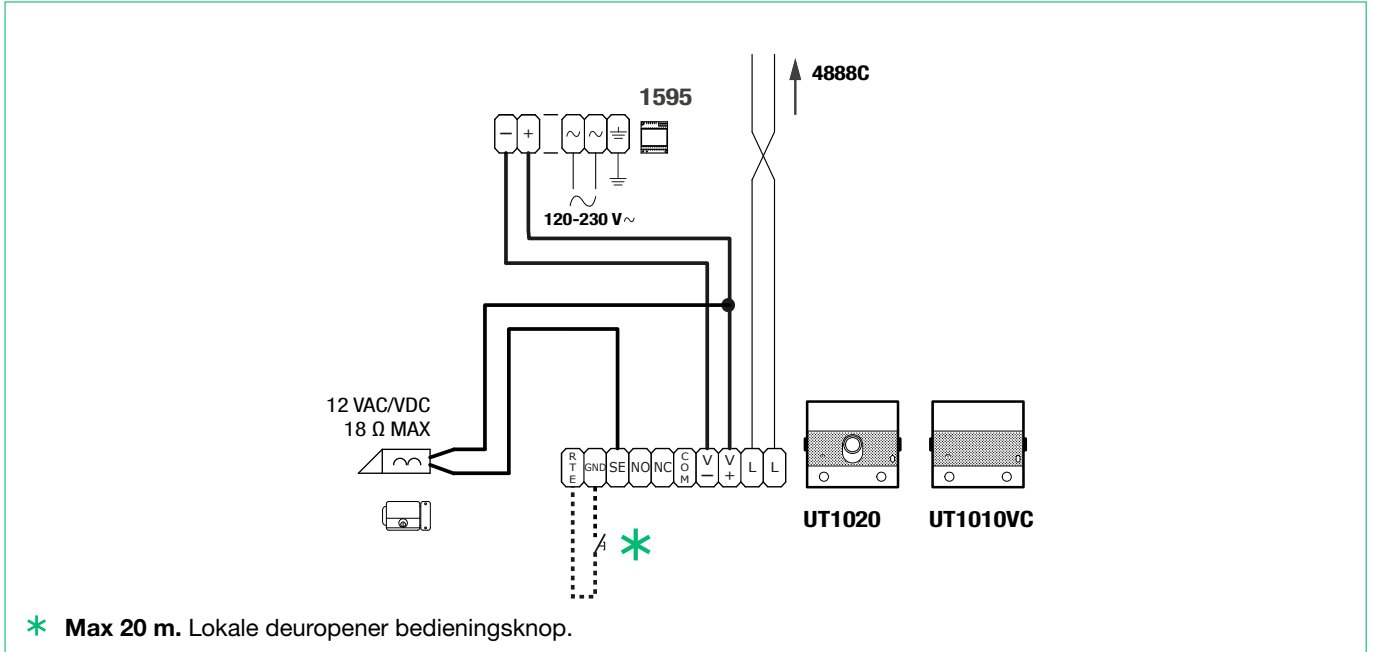 4888C
1595
− + ~ ~ ⏚
120-230 V~
12 VAC/VDC
18 Ω MAX
RTE GND SE NO NC COM V− V+ L L
UT1020 UT1010VC
* Max 20 m. Lokale deuropener bedieningsknop.